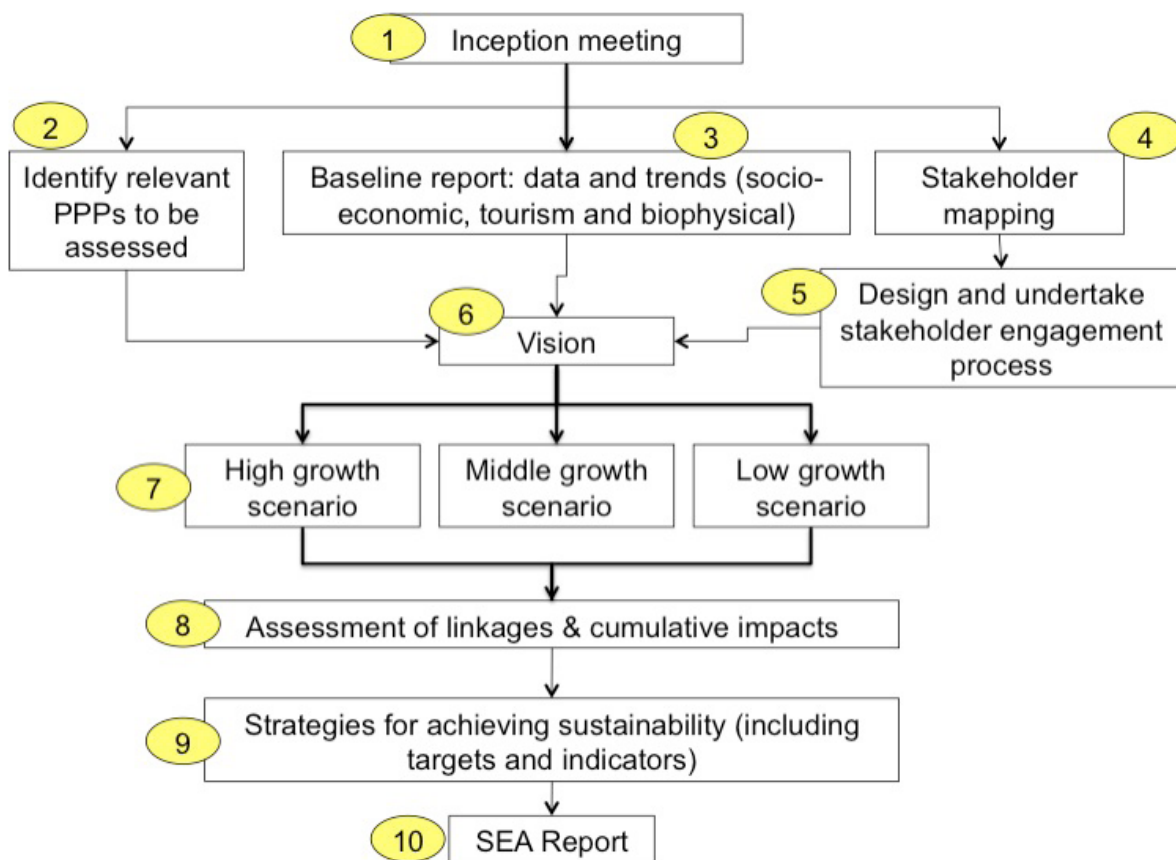 1
Inception meeting
2
Identify relevant
PPPs to be
assessed
3
Baseline report: data and trends (socio-
economic, tourism and biophysical)
4
Stakeholder
mapping
5
Design and undertake
stakeholder engagement
process
6
Vision
7
High growth
scenario
Middle growth
scenario
Low growth
scenario
8
Assessment of linkages & cumulative impacts
9
Strategies for achieving sustainability (including
targets and indicators)
10
SEA Report